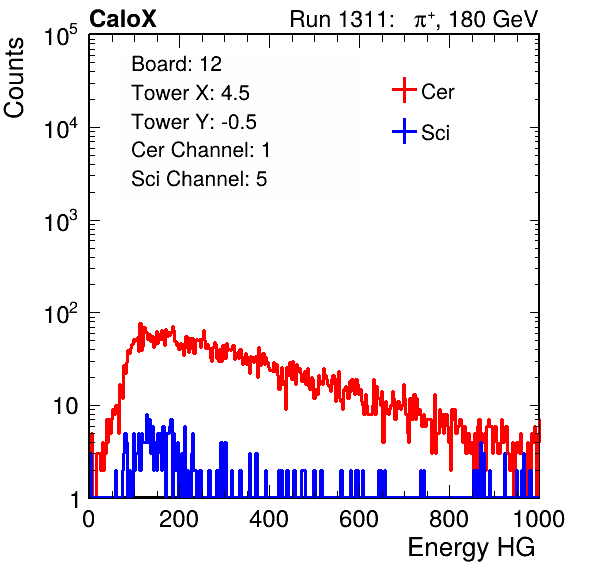 CaloX Run 1311: π⁺, 180 GeV
Counts
10⁵
10⁴
10³
10²
10
1
Board: 12
Tower X: 4.5
Tower Y: -0.5
Cer Channel: 1
Sci Channel: 5
Cer
Sci
0 200 400 600 800 1000
Energy HG